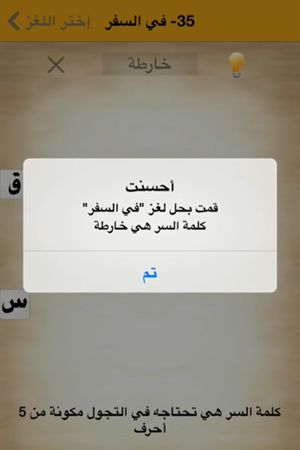 35- في السفر
إختر اللغز
خارطة
ق
أحسنت
قمت بحل لغز "في السفر"
كلمة السر هي خارطة
تم
س
كلمة السر هي تحتاجه في التجول مكونة من 5
أحرف